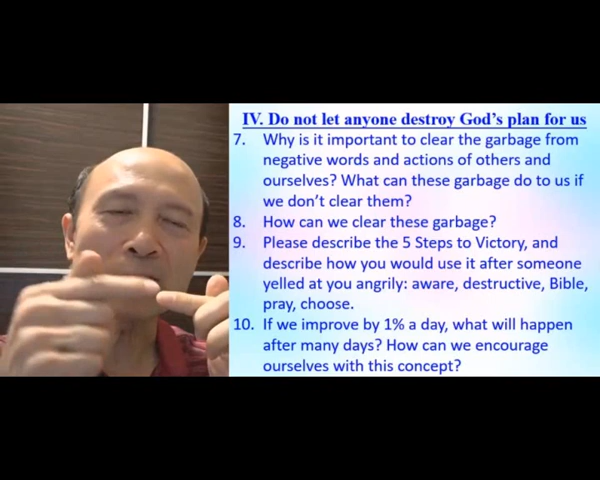 IV. Do not let anyone destroy God's plan for us
7. Why is it important to clear the garbage from
negative words and actions of others and
ourselves? What can these garbage do to us if
we don't clear them?
8. How can we clear these garbage?
9. Please describe the 5 Steps to Victory, and
describe how you would use it after someone
yelled at you angrily: aware, destructive, Bible,
pray, choose.
10. If we improve by 1% a day, what will happen
after many days? How can we encourage
ourselves with this concept?